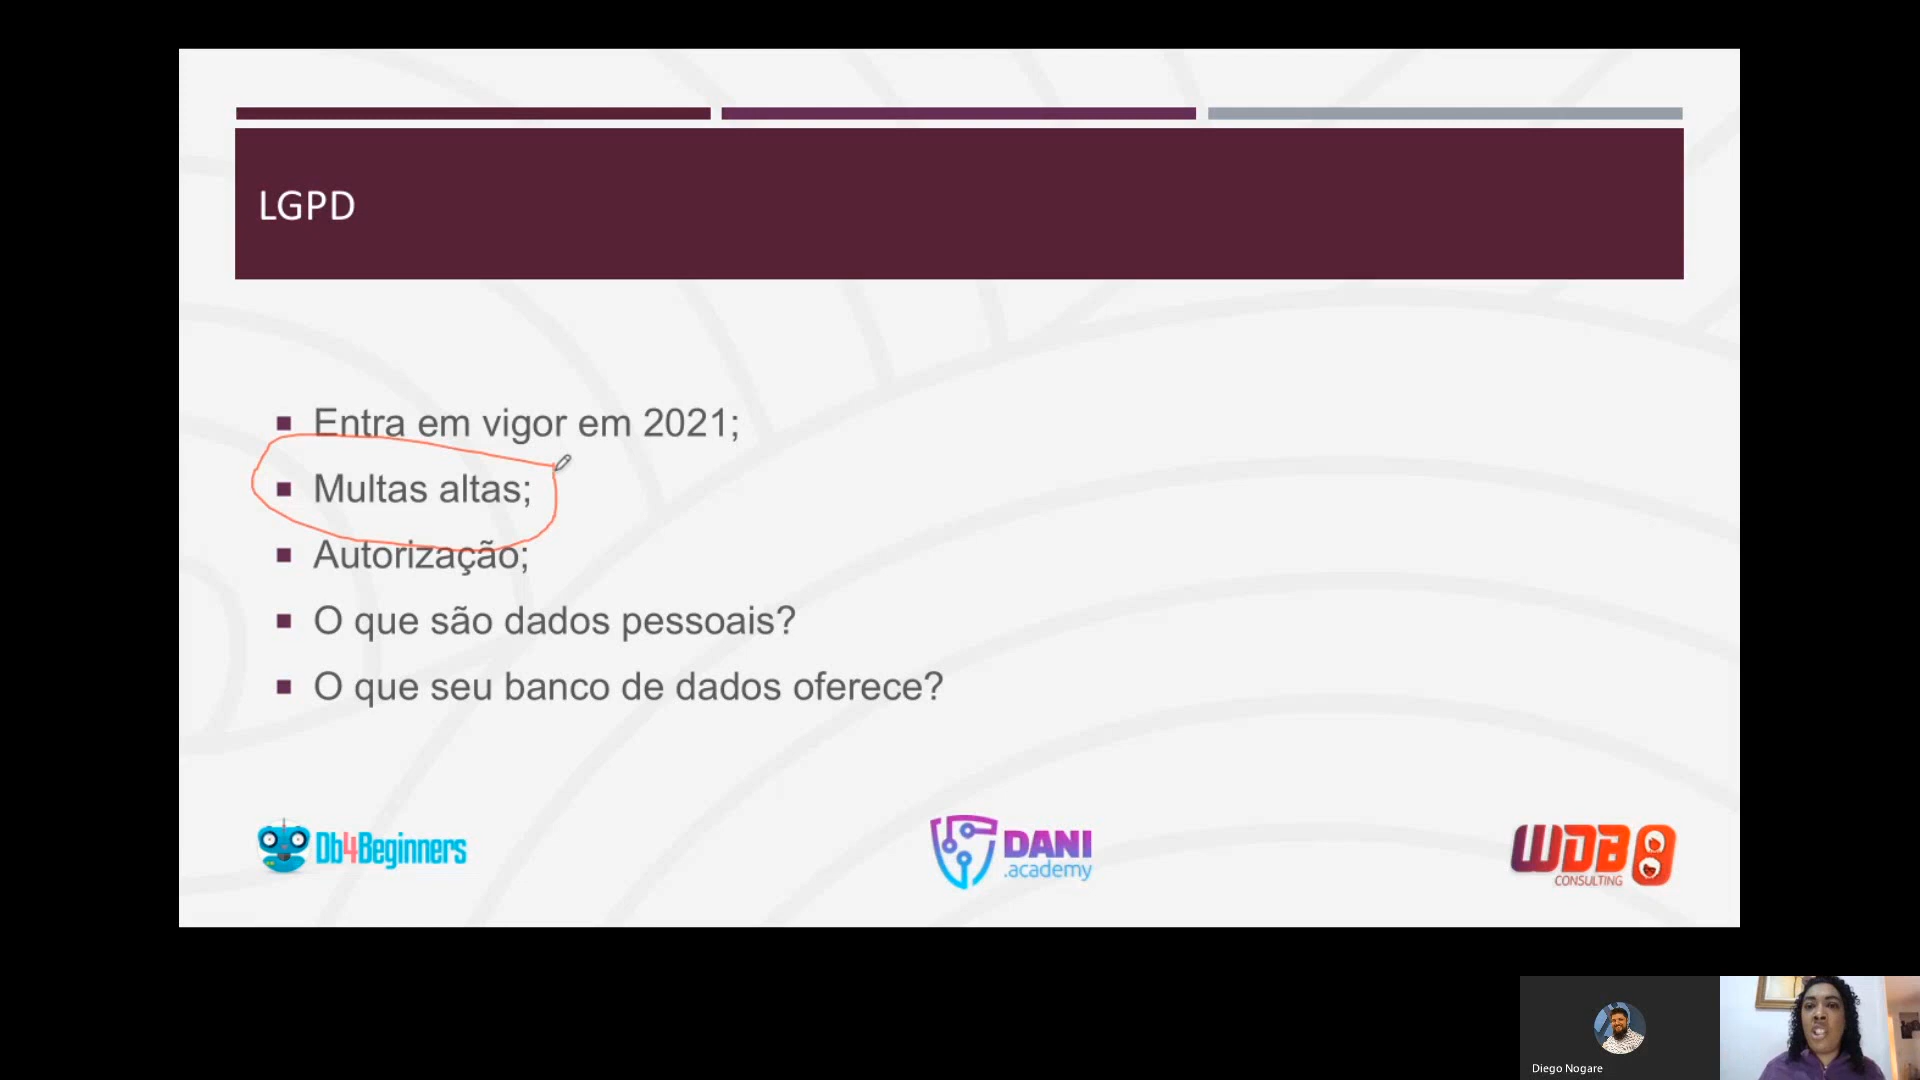 LGPD
Entra em vigor em 2021;
Multas altas;
Autorização;
O que são dados pessoais?
O que seu banco de dados oferece?
Db4Beginners
DANI
.academy
WDB
CONSULTING
Diego Nogare